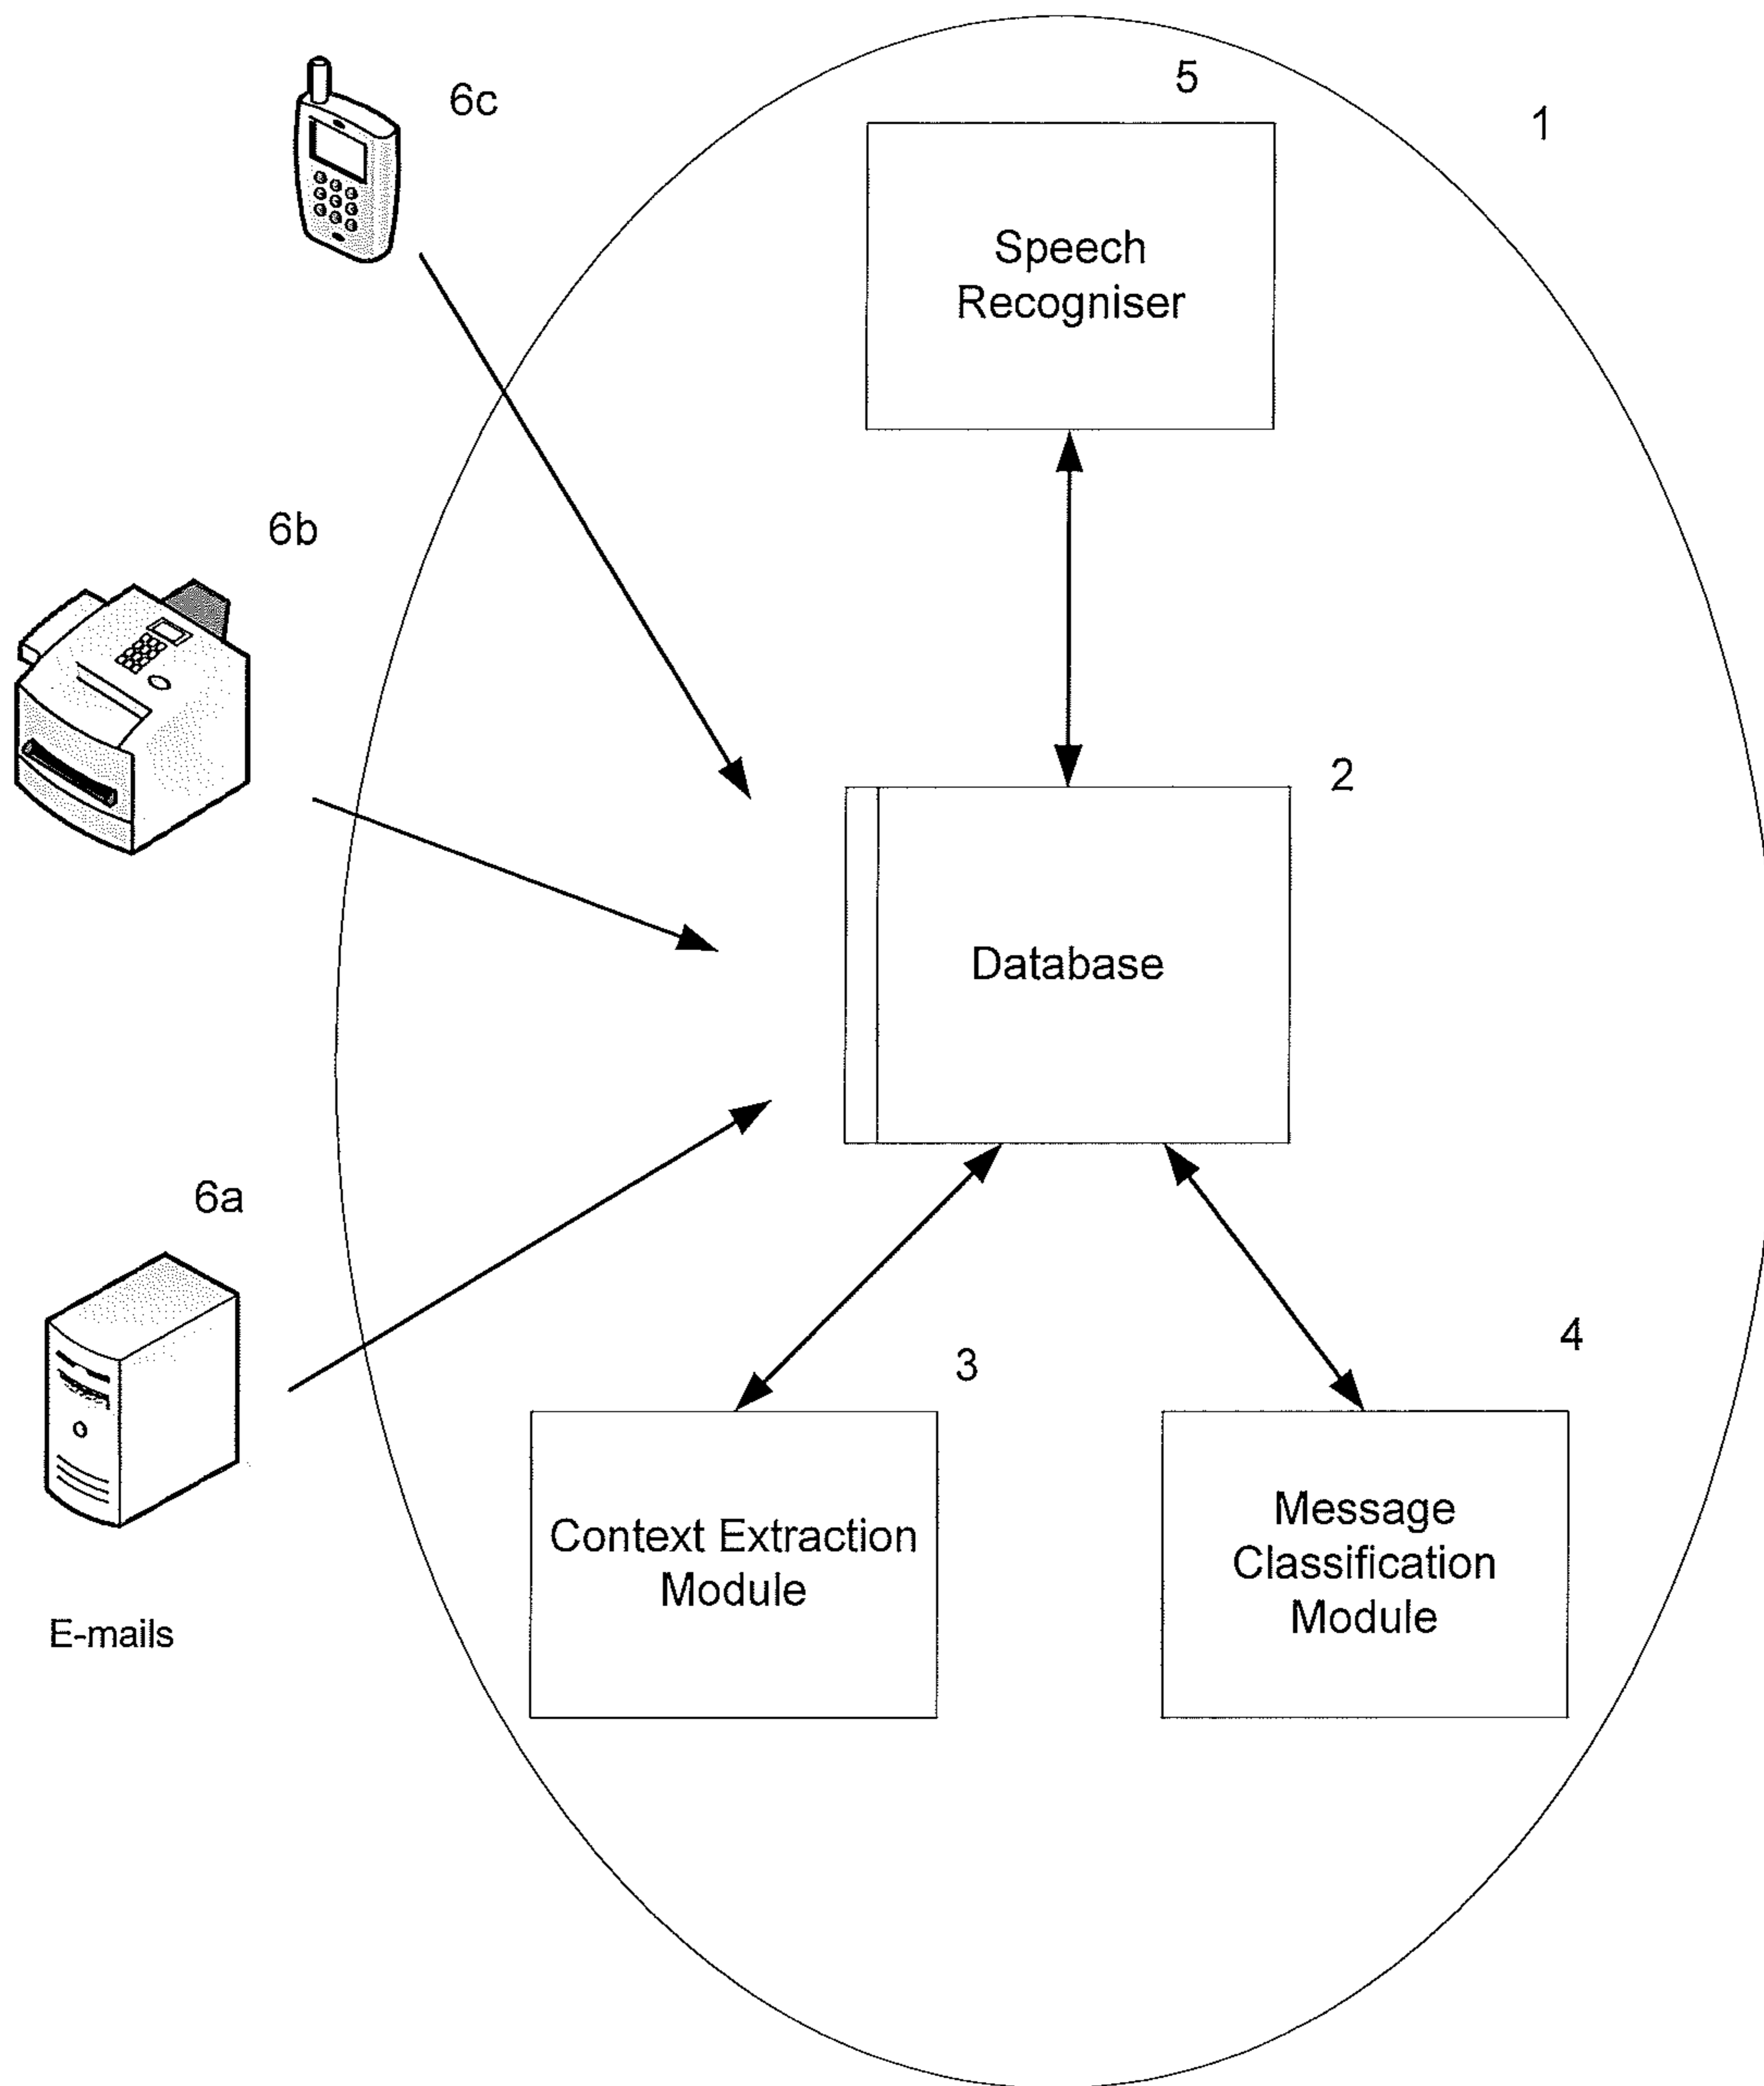 5
6c
1
Speech
Recogniser
6b
2
Database
6a
3
4
Context Extraction
Module
Message
Classification
Module
E-mails